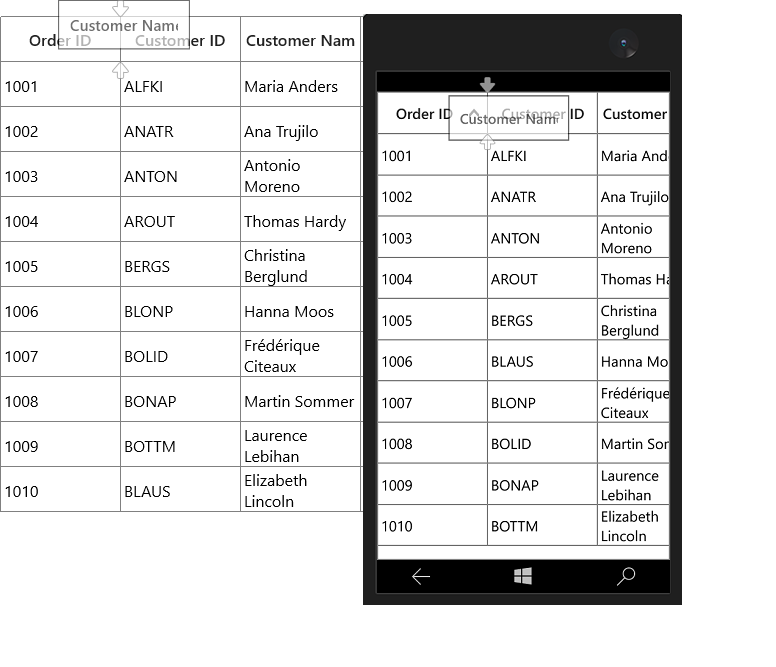 Customer Name
Order ID Customer ID Customer Nam
1001 ALFKI Maria Anders
1002 ANATR Ana Trujilo
1003 ANTON Antonio
Moreno
1004 AROUT Thomas Hardy
1005 BERGS Christina
Berglund
1006 BLONP Hanna Moos
1007 BOLID Frédérique
Citeaux
1008 BONAP Martin Sommer
1009 BOTTM Laurence
Lebihan
1010 BLAUS Elizabeth
Lincoln
Order ID Customer ID Customer
Customer Name
1001 ALFKI Maria And
1002 ANATR Ana Trujilo
1003 ANTON Antonio
Moreno
1004 AROUT Thomas Ha
1005 BERGS Christina
Berglund
1006 BLAUS Hanna Mo
1007 BLONP Frédérique
Citeaux
1008 BOLID Martin Sor
1009 BONAP Laurence
Lebihan
1010 BOTTM Elizabeth
Lincoln